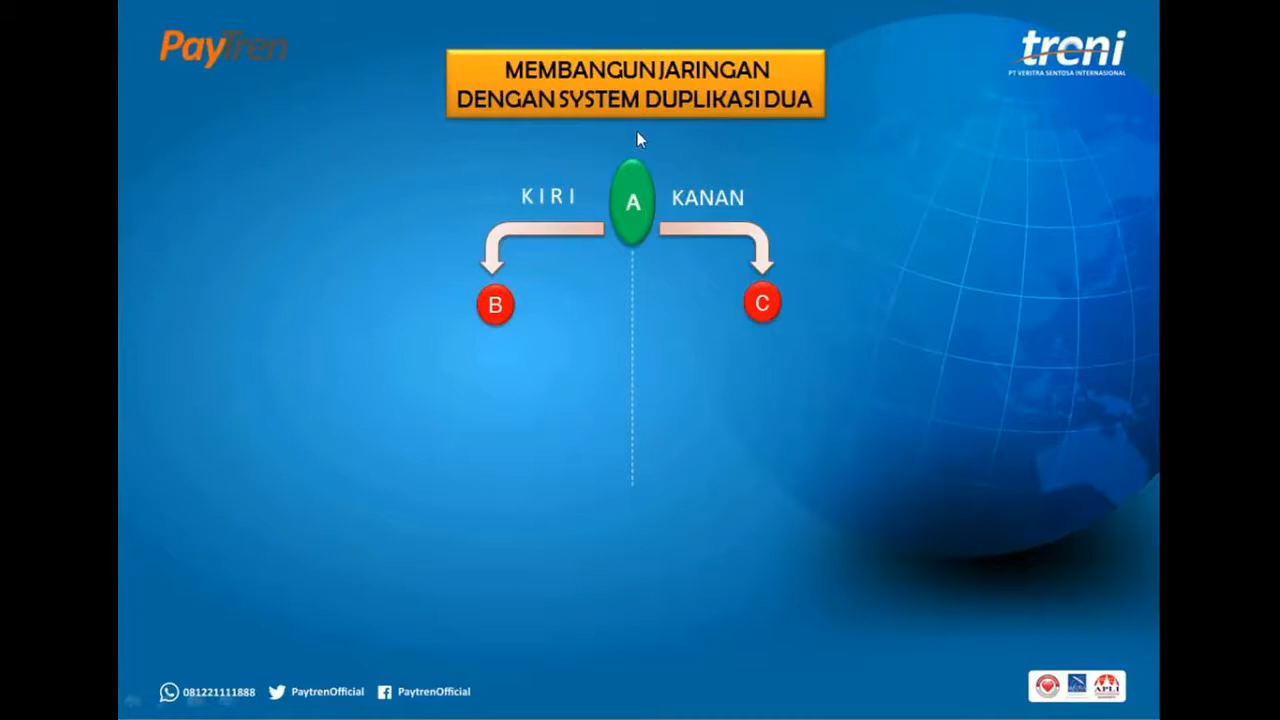 PayTren
treni
PT VERITRA SENTOSA INTERNASIONAL
MEMBANGUN JARINGAN
DENGAN SYSTEM DUPLIKASI DUA
KIRI
A
KANAN
B
C
081221111888
PaytrenOfficial
PaytrenOfficial
APLI